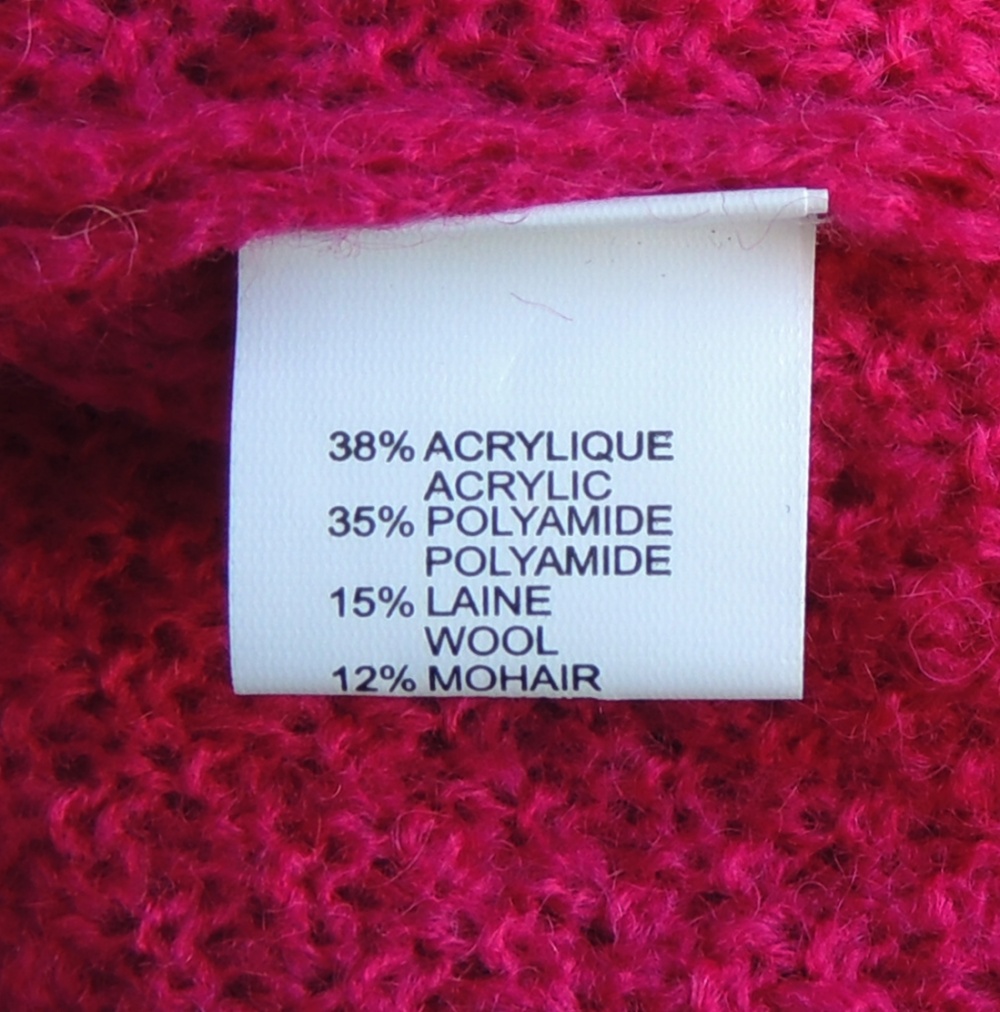 38% ACRYLIQUE
ACRYLIC
35% POLYAMIDE
POLYAMIDE
15% LAINE
WOOL
12% MOHAIR